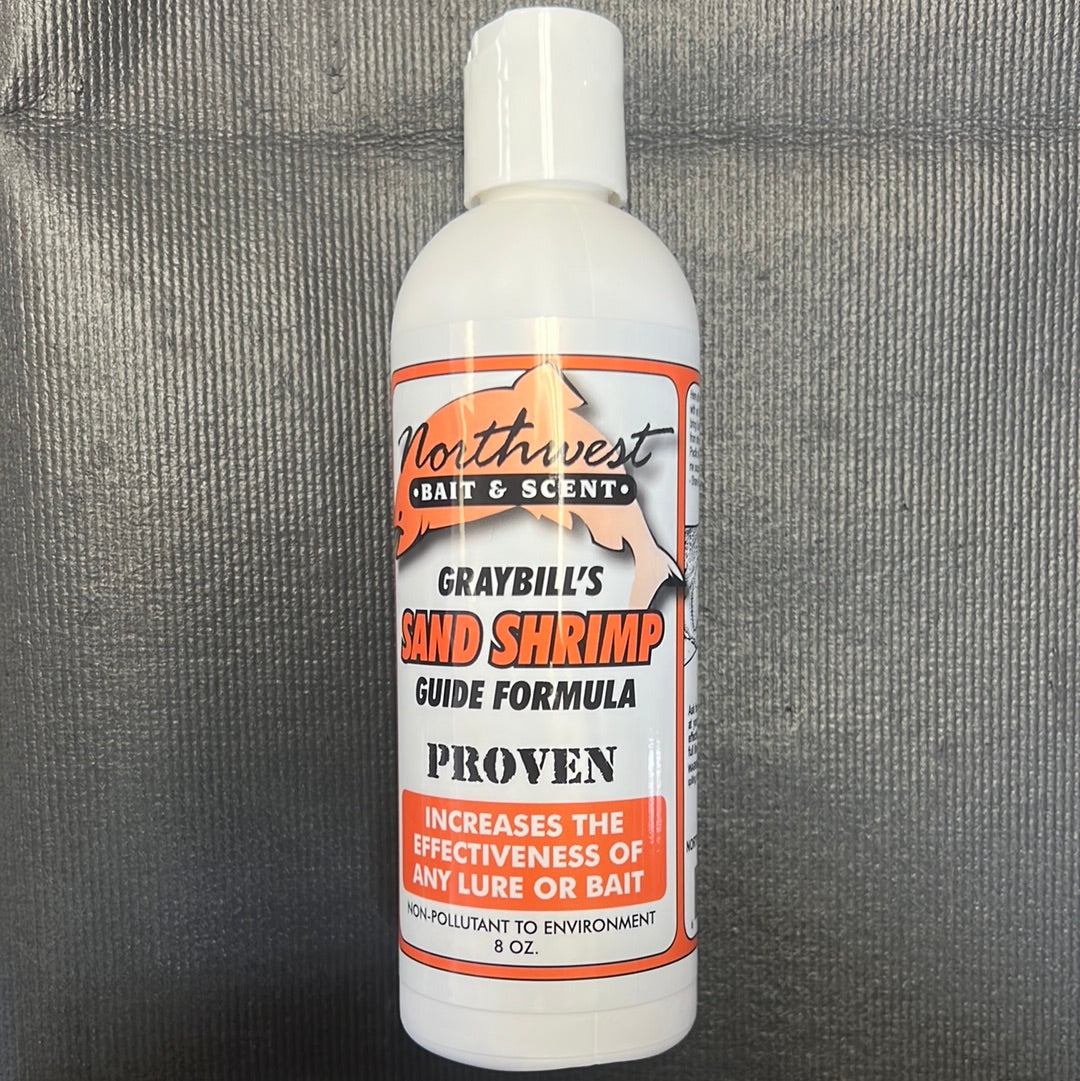 Northwest
•BAIT & SCENT•
GRAYBILL'S
SAND SHRIMP
GUIDE FORMULA
PROVEN
INCREASES THE
EFFECTIVENESS OF
ANY LURE OR BAIT
NON-POLLUTANT TO ENVIRONMENT
8 OZ.